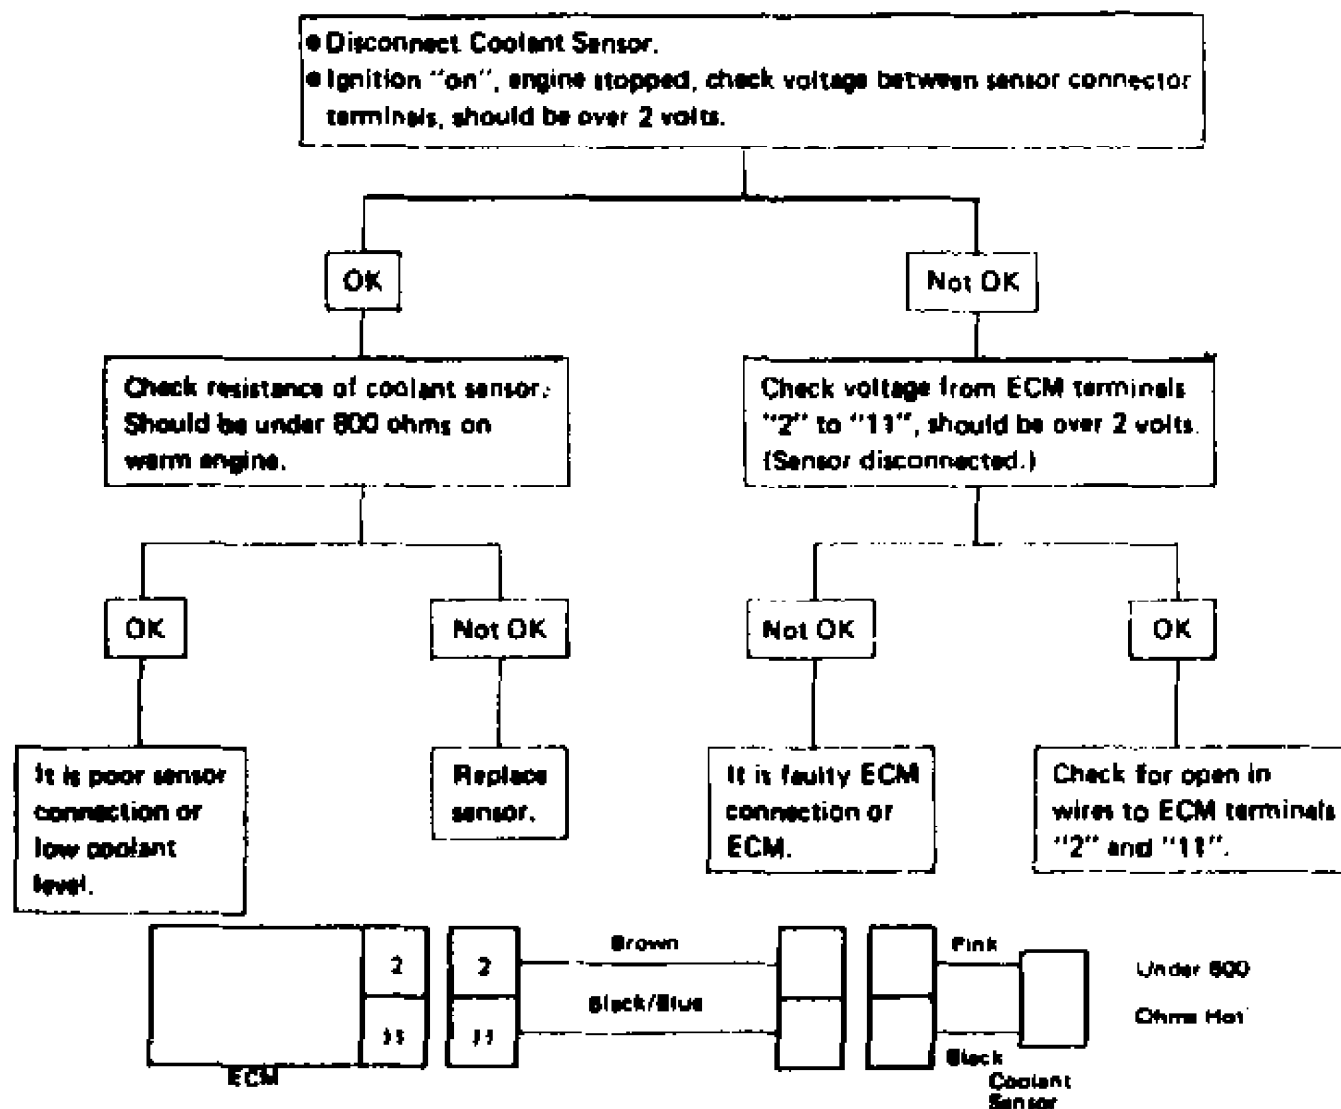 ● Disconnect Coolant Sensor.
● Ignition "on", engine stopped, check voltage between sensor connector
terminals, should be over 2 volts.
OK
Not OK
Check resistance of coolant sensor.
Should be under 800 ohms on
warm engine.
Check voltage from ECM terminals
"2" to "11", should be over 2 volts.
(Sensor disconnected.)
OK
Not OK
Not OK
OK
It is poor sensor
connection or
low coolant
level.
Replace
sensor.
It is faulty ECM
connection or
ECM.
Check for open in
wires to ECM terminals
"2" and "11".
2
2
Brown
Pink
Under 800
11
11
Black/Blue
Ohms Hot
ECM
Black
Coolant
Sensor